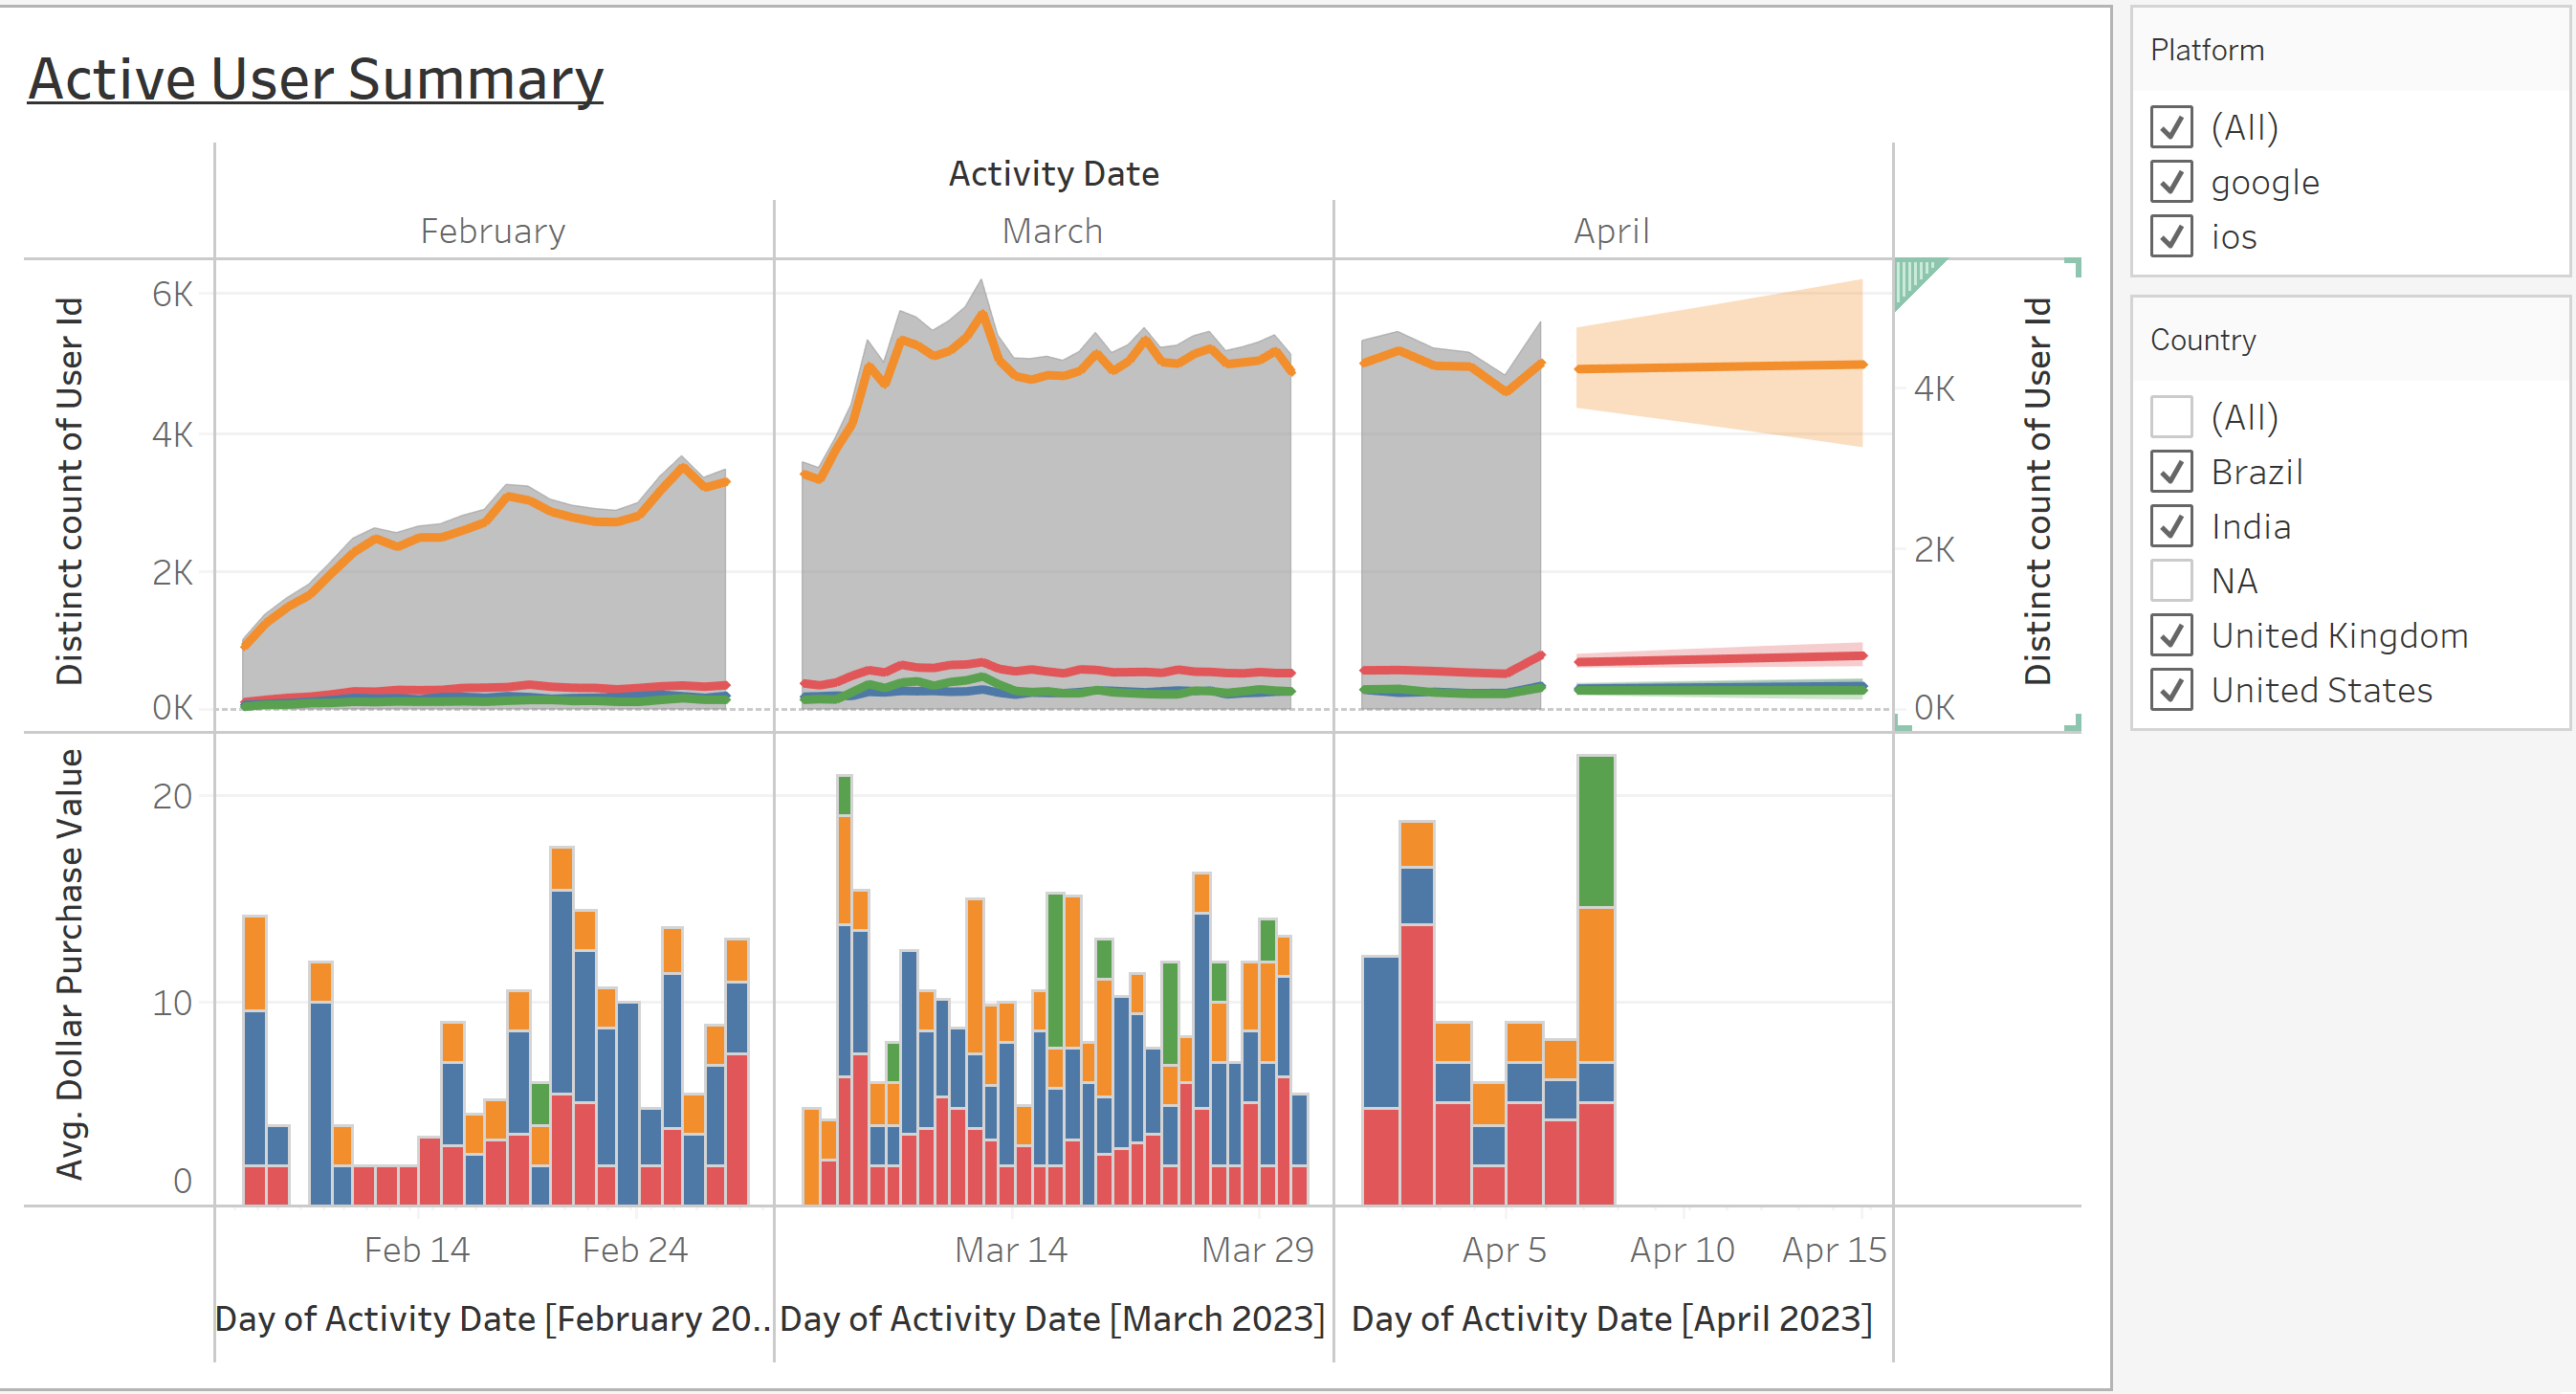 Active User Summary
Activity Date
February
March
April
Distinct count of User Id
6K
4K
2K
0K
4K
2K
0K
Distinct count of User Id
Avg. Dollar Purchase Value
20
10
0
Feb 14
Feb 24
Mar 14
Mar 29
Apr 5
Apr 10
Apr 15
Day of Activity Date [February 20..
Day of Activity Date [March 2023]
Day of Activity Date [April 2023]
Platform
(All)
google
ios
Country
(All)
Brazil
India
NA
United Kingdom
United States